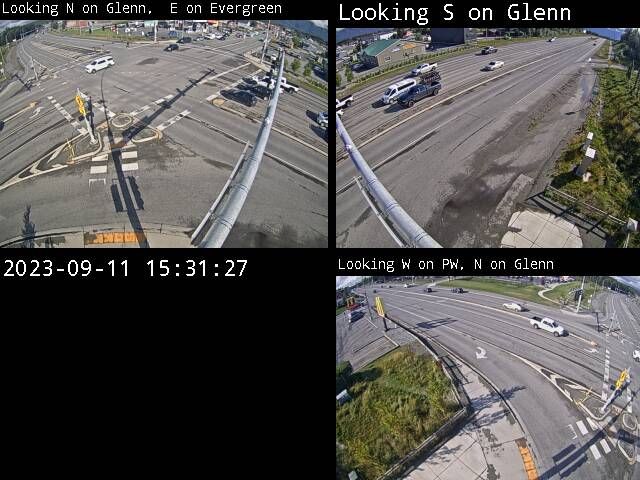 Looking N on Glenn,  E on Evergreen
Looking S on Glenn
2023-09-11 15:31:27
Looking W on PW, N on Glenn